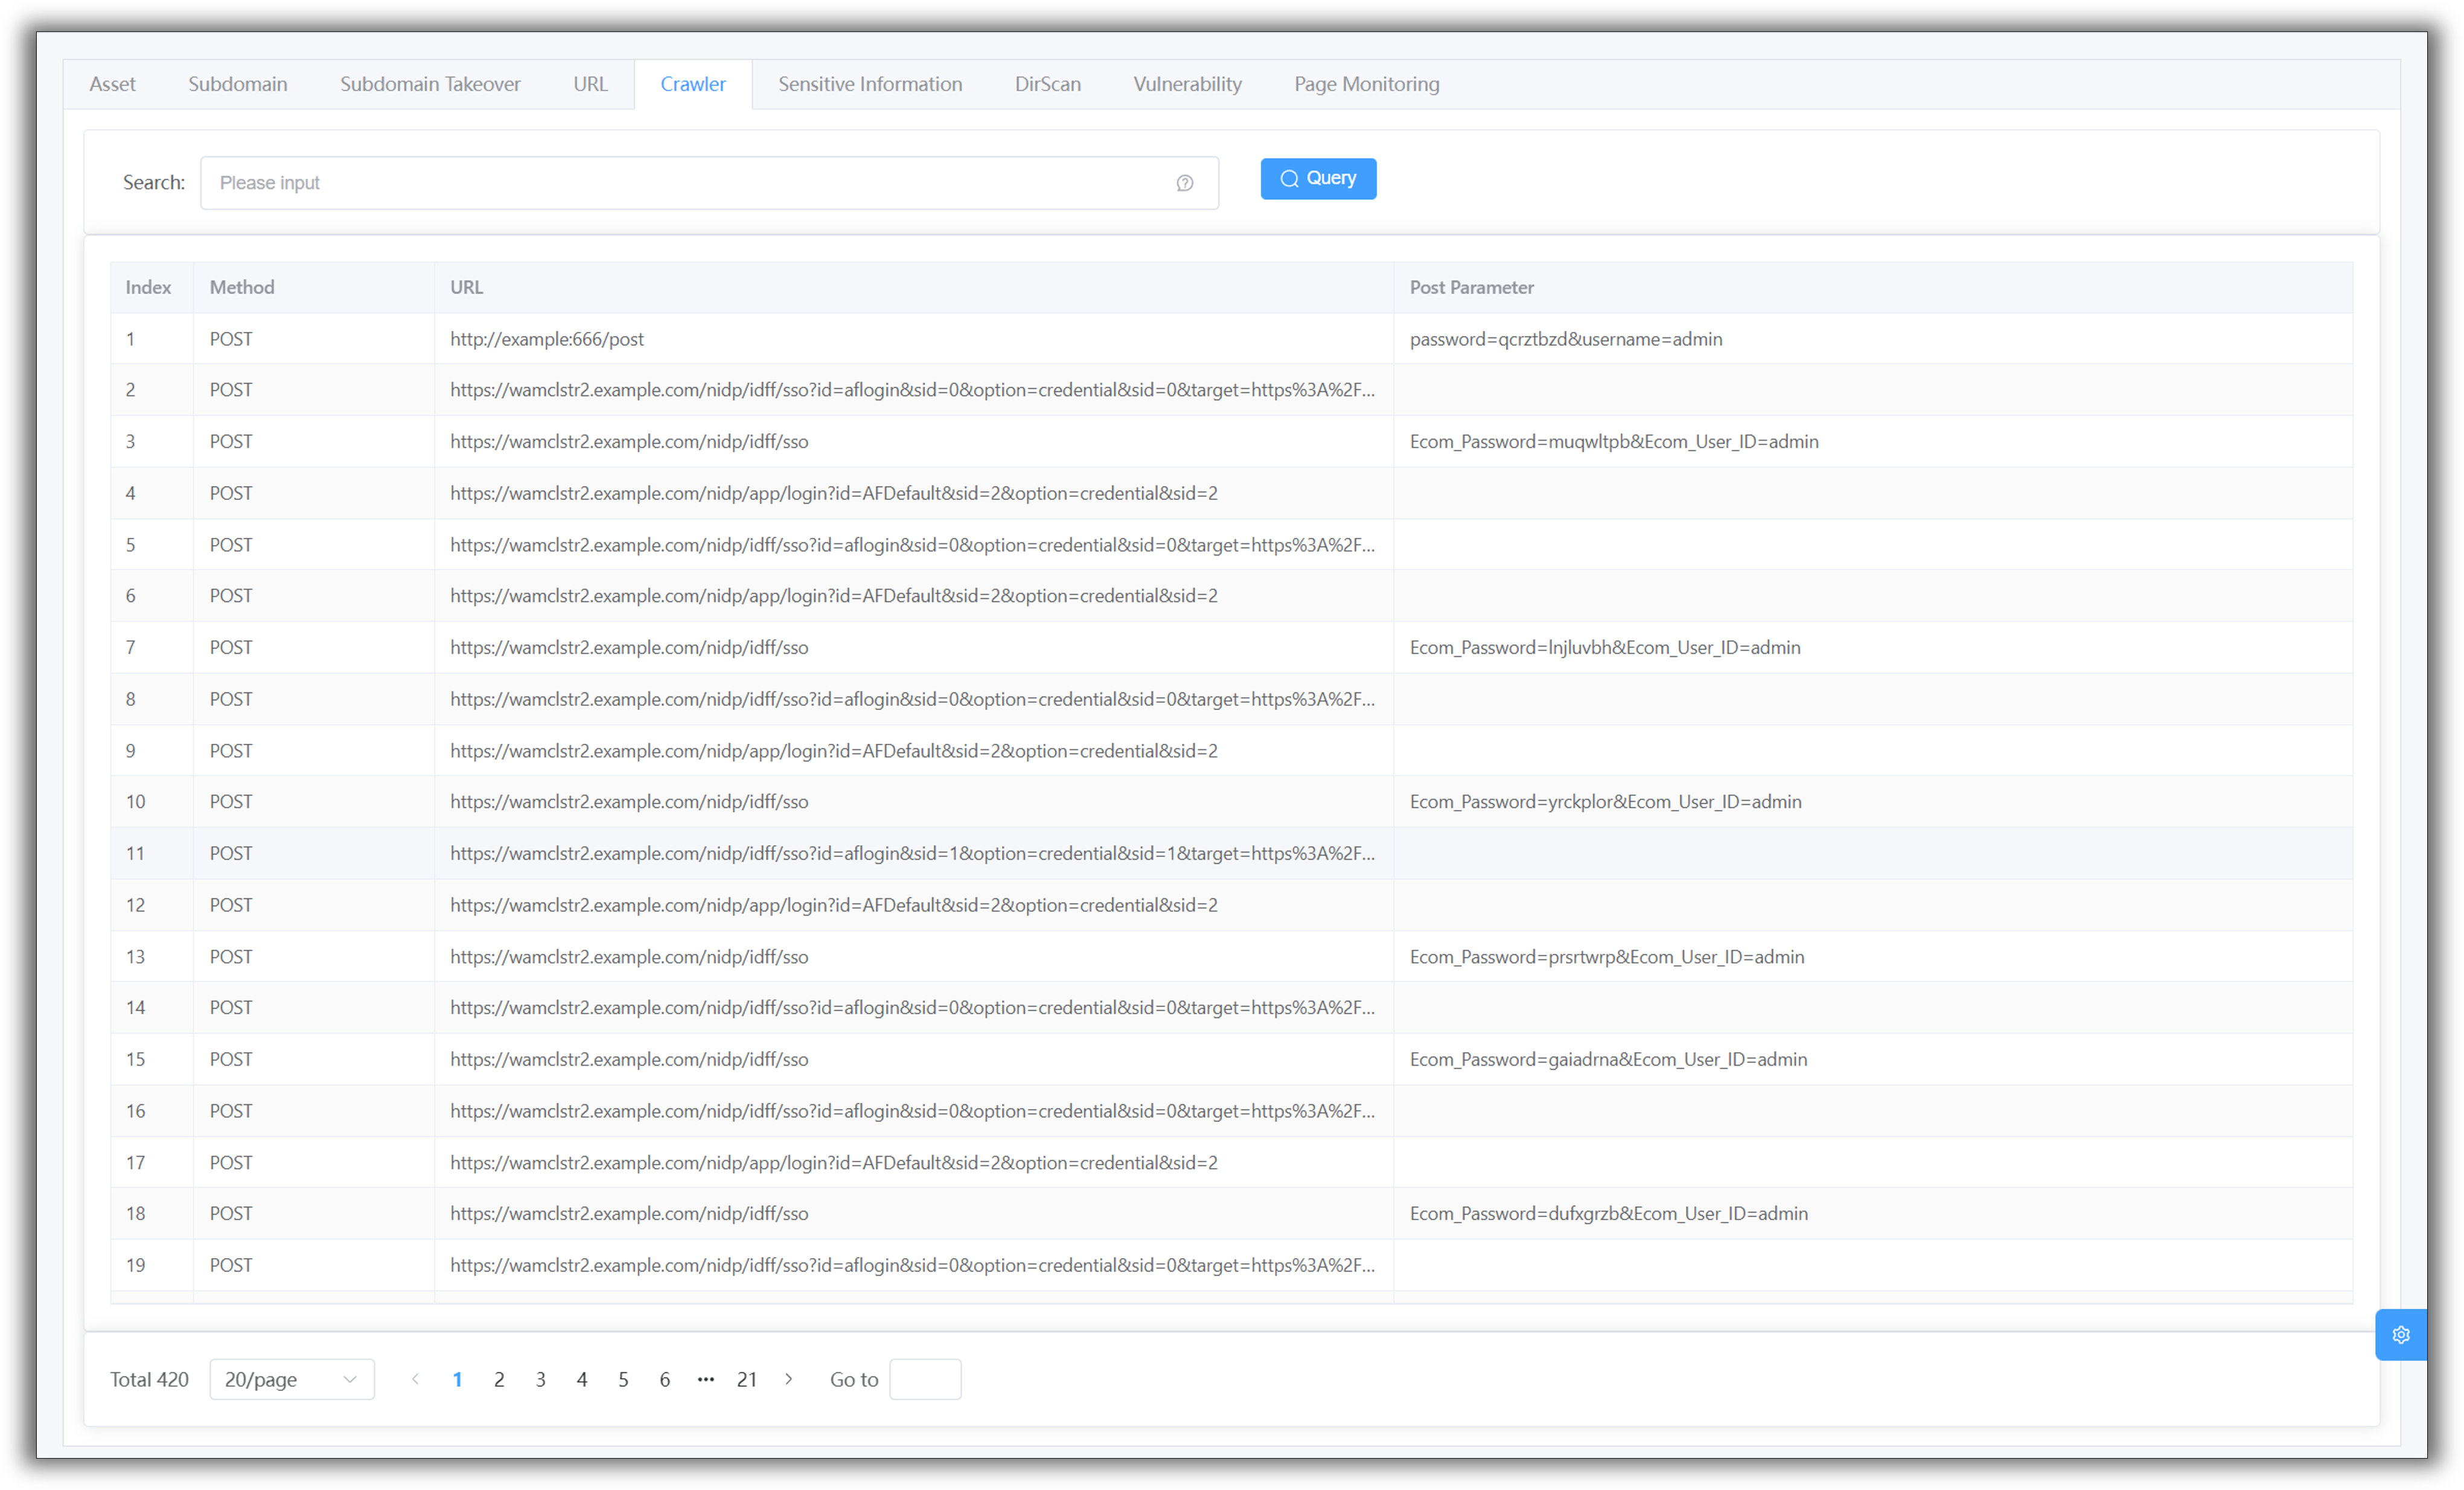 Asset Subdomain Subdomain Takeover URL Crawler Sensitive Information DirScan Vulnerability Page Monitoring
Search: Please input Query
Index Method URL Post Parameter
1 POST http://example:666/post password=qcrztbzd&username=admin
2 POST https://wamclstr2.example.com/nidp/idff/sso?id=aflogin&sid=0&option=credential&sid=0&target=https%3A%2F...
3 POST https://wamclstr2.example.com/nidp/idff/sso Ecom_Password=muqwltpb&Ecom_User_ID=admin
4 POST https://wamclstr2.example.com/nidp/app/login?id=AFDefault&sid=2&option=credential&sid=2
5 POST https://wamclstr2.example.com/nidp/idff/sso?id=aflogin&sid=0&option=credential&sid=0&target=https%3A%2F...
6 POST https://wamclstr2.example.com/nidp/app/login?id=AFDefault&sid=2&option=credential&sid=2
7 POST https://wamclstr2.example.com/nidp/idff/sso Ecom_Password=lnjluvbh&Ecom_User_ID=admin
8 POST https://wamclstr2.example.com/nidp/idff/sso?id=aflogin&sid=0&option=credential&sid=0&target=https%3A%2F...
9 POST https://wamclstr2.example.com/nidp/app/login?id=AFDefault&sid=2&option=credential&sid=2
10 POST https://wamclstr2.example.com/nidp/idff/sso Ecom_Password=yrckplor&Ecom_User_ID=admin
11 POST https://wamclstr2.example.com/nidp/idff/sso?id=aflogin&sid=1&option=credential&sid=1&target=https%3A%2F...
12 POST https://wamclstr2.example.com/nidp/app/login?id=AFDefault&sid=2&option=credential&sid=2
13 POST https://wamclstr2.example.com/nidp/idff/sso Ecom_Password=prsrtwrp&Ecom_User_ID=admin
14 POST https://wamclstr2.example.com/nidp/idff/sso?id=aflogin&sid=0&option=credential&sid=0&target=https%3A%2F...
15 POST https://wamclstr2.example.com/nidp/idff/sso Ecom_Password=gaiadrna&Ecom_User_ID=admin
16 POST https://wamclstr2.example.com/nidp/idff/sso?id=aflogin&sid=0&option=credential&sid=0&target=https%3A%2F...
17 POST https://wamclstr2.example.com/nidp/app/login?id=AFDefault&sid=2&option=credential&sid=2
18 POST https://wamclstr2.example.com/nidp/idff/sso Ecom_Password=dufxgrzb&Ecom_User_ID=admin
19 POST https://wamclstr2.example.com/nidp/idff/sso?id=aflogin&sid=0&option=credential&sid=0&target=https%3A%2F...
Total 420 20/page 1 2 3 4 5 6 ••• 21 Go to